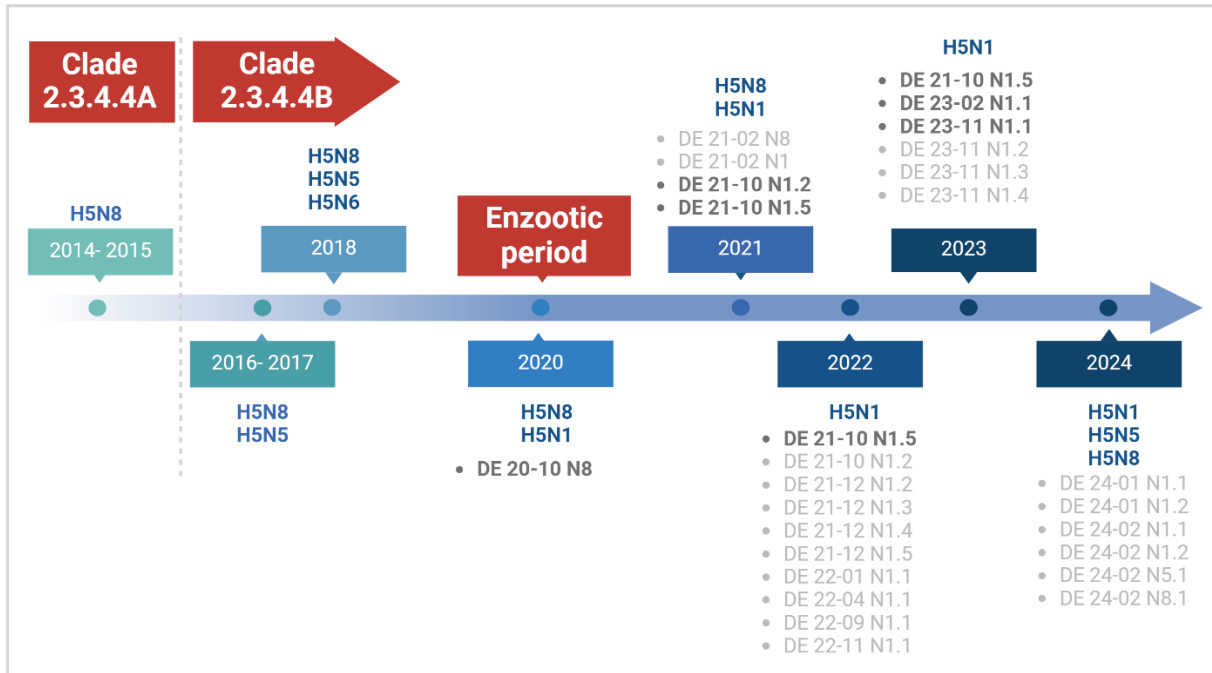 Clade
2.3.4.4A
Clade
2.3.4.4B
H5N8
2014- 2015
2016- 2017
H5N8
H5N5
H5N8
H5N5
H5N6
2018
Enzootic
period
2020
H5N8
H5N1
• DE 20-10 N8
H5N8
H5N1
• DE 21-02 N8
• DE 21-02 N1
• DE 21-10 N1.2
• DE 21-10 N1.5
2021
2022
H5N1
• DE 21-10 N1.5
• DE 21-10 N1.2
• DE 21-12 N1.2
• DE 21-12 N1.3
• DE 21-12 N1.4
• DE 21-12 N1.5
• DE 22-01 N1.1
• DE 22-04 N1.1
• DE 22-09 N1.1
• DE 22-11 N1.1
H5N1
• DE 21-10 N1.5
• DE 23-02 N1.1
• DE 23-11 N1.1
• DE 23-11 N1.2
• DE 23-11 N1.3
• DE 23-11 N1.4
2023
2024
H5N1
H5N5
H5N8
• DE 24-01 N1.1
• DE 24-01 N1.2
• DE 24-02 N1.1
• DE 24-02 N1.2
• DE 24-02 N5.1
• DE 24-02 N8.1